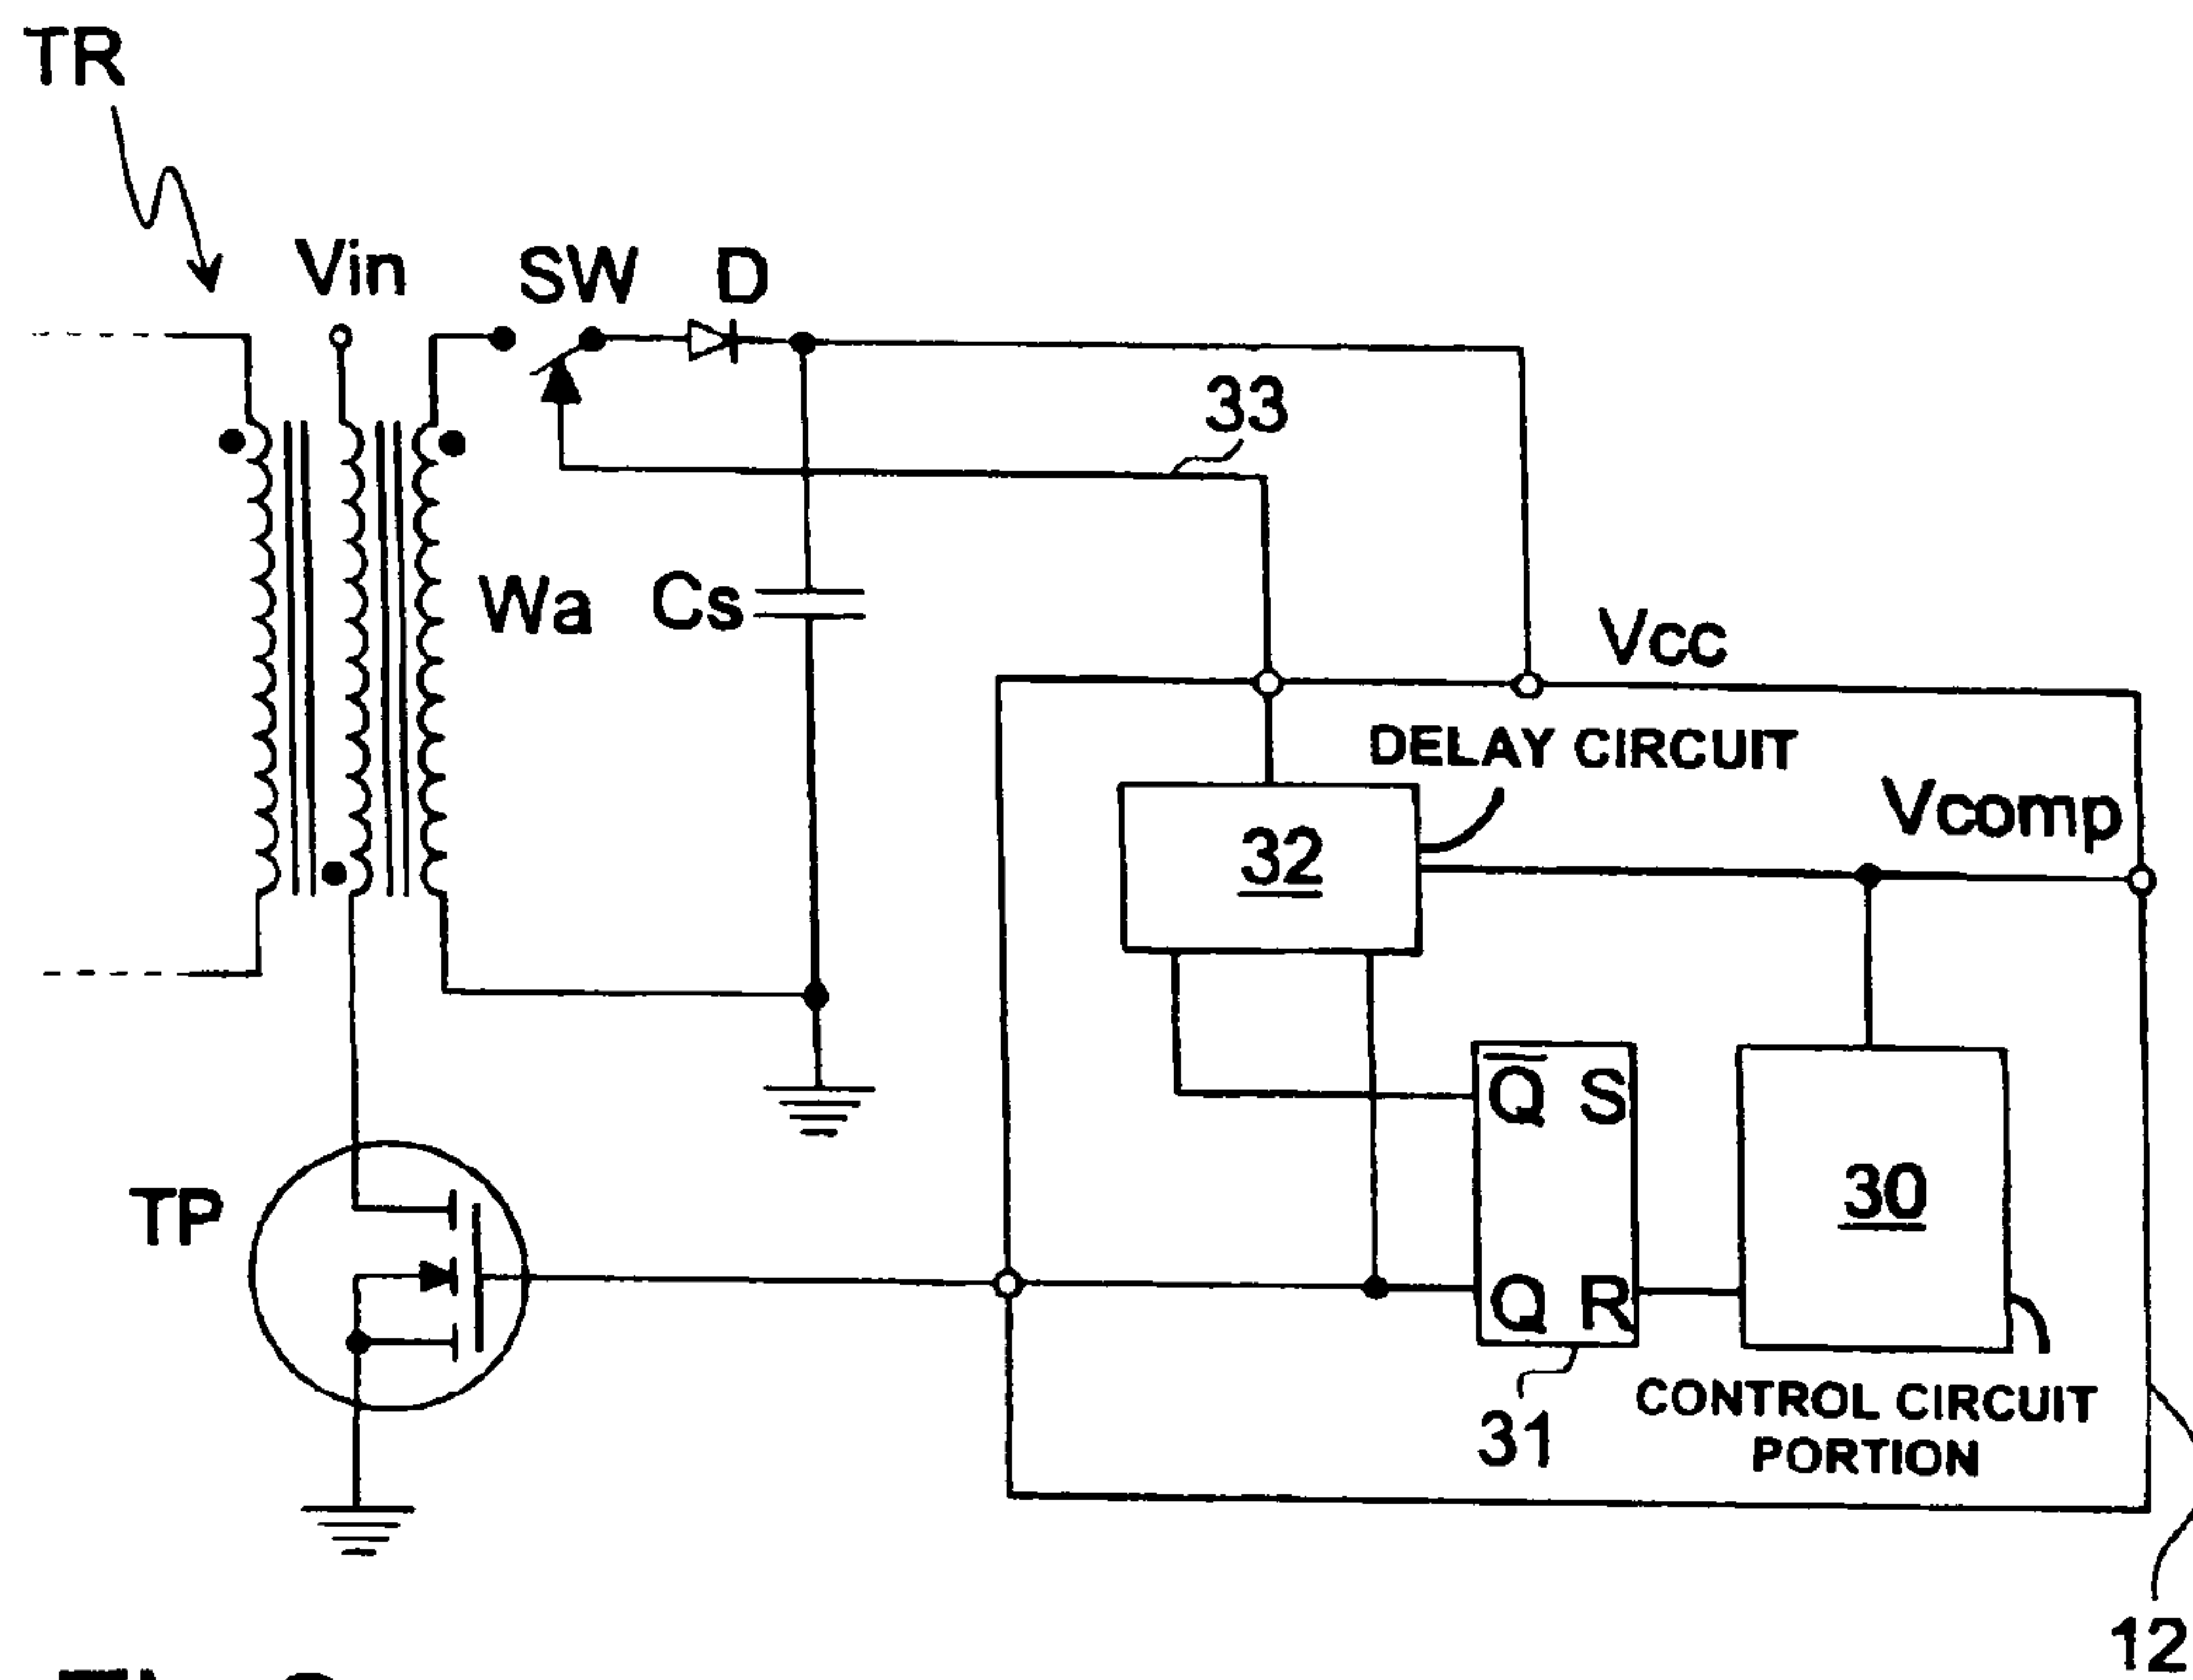 TR
Vin
SW
D
33
Wa
Cs
Vcc
DELAY CIRCUIT
Vcomp
32
Q S
30
TP
Q R
CONTROL CIRCUIT
PORTION
31
12